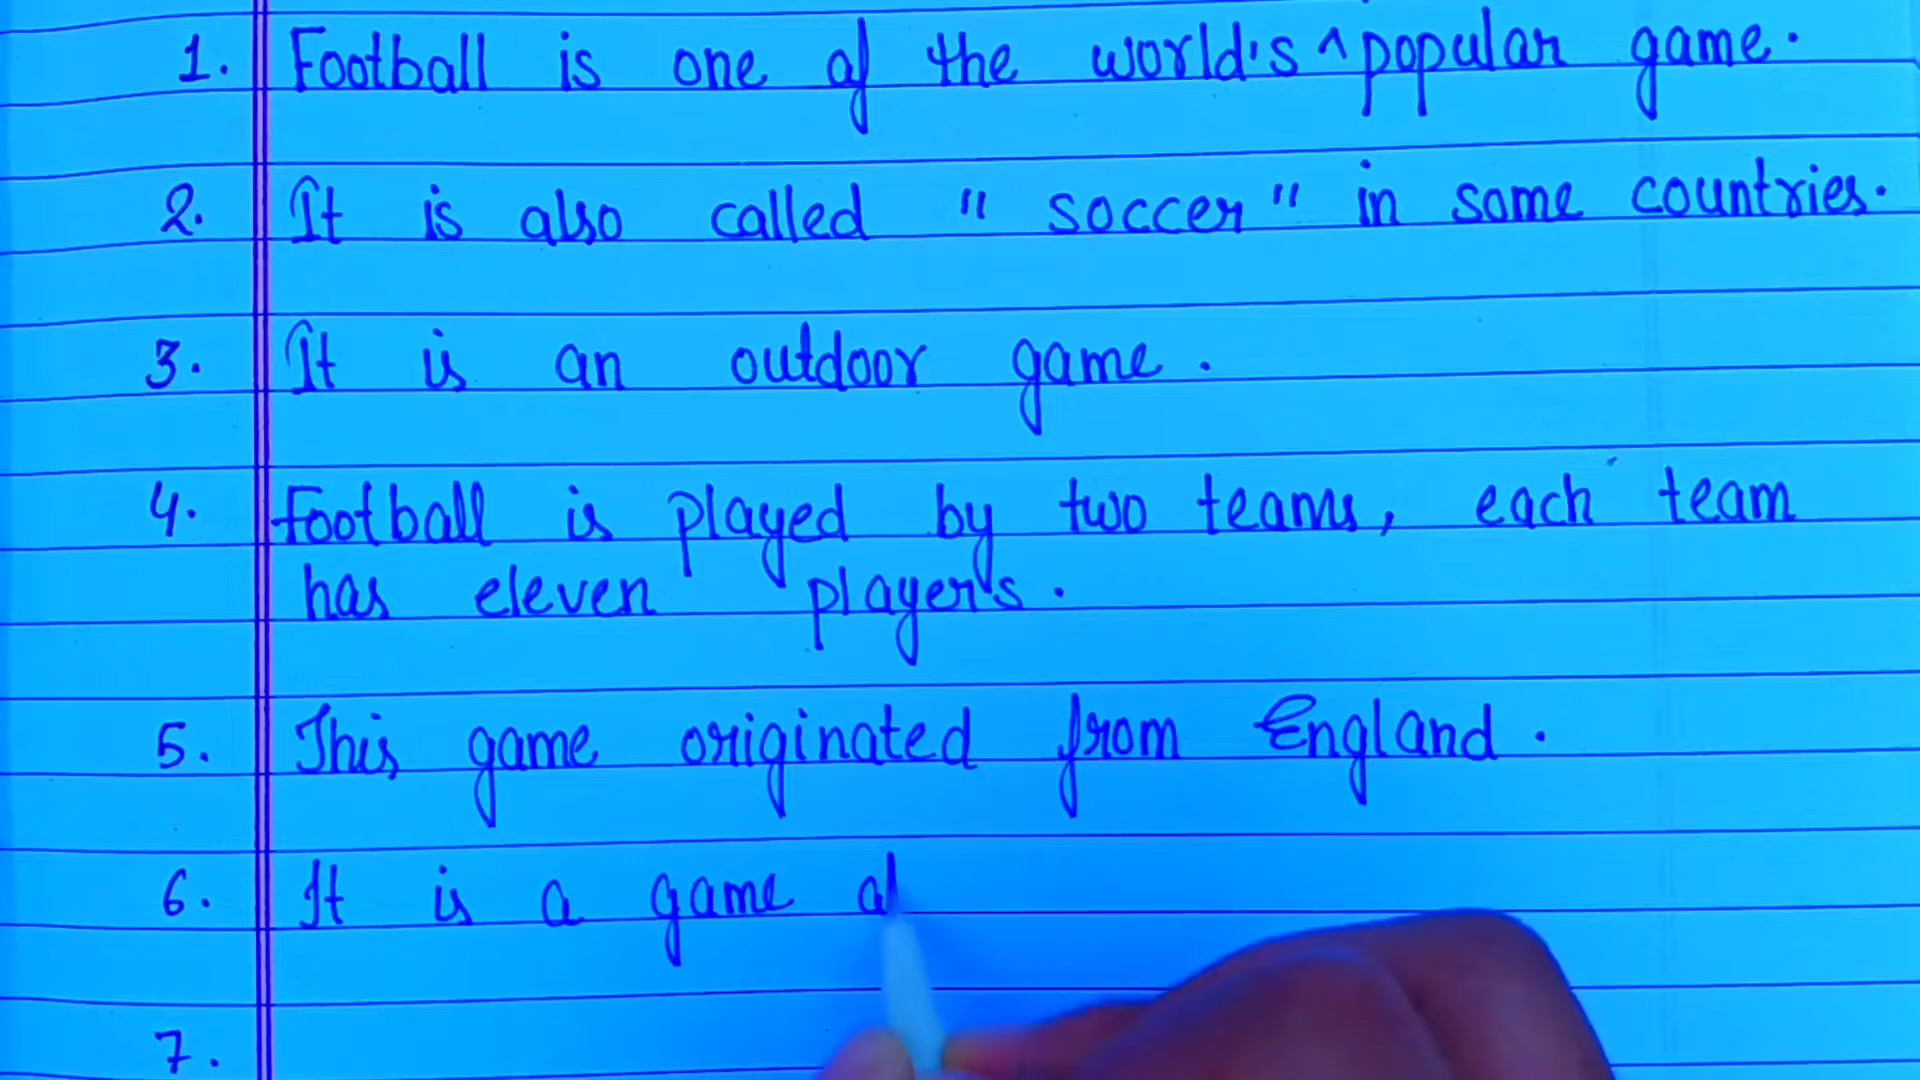 1. Football is one of the world's ^ popular game.
2. It is also called "soccer" in some countries.
3. It is an outdoor game.
4. Football is played by two teams, each team
has eleven players.
5. This game originated from England.
6. It is a game of
7.